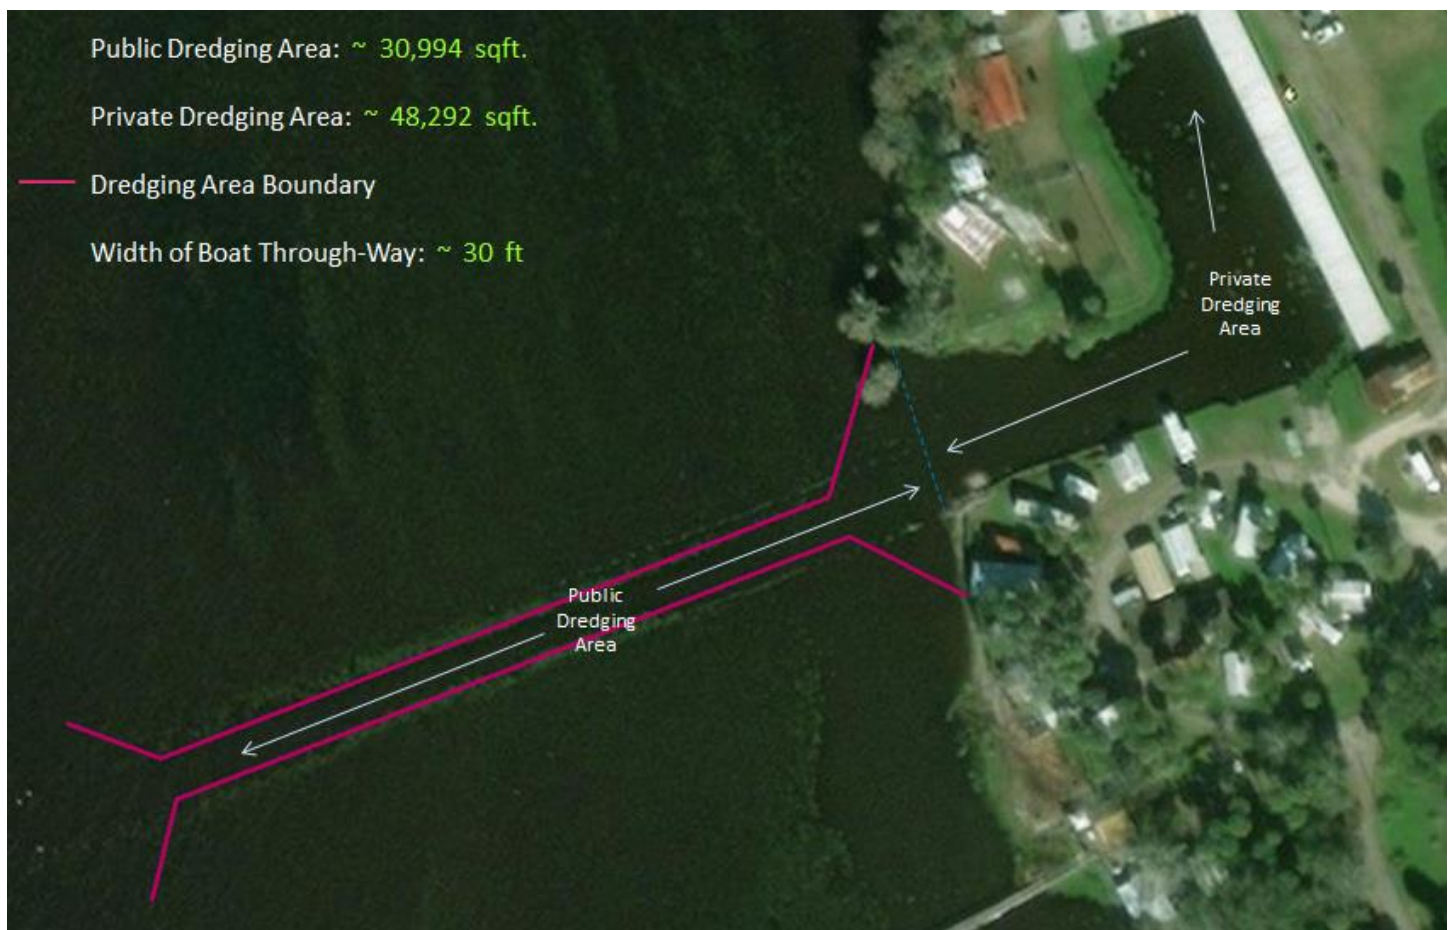 Public Dredging Area: ~ 30,994 sqft.
Private Dredging Area: ~ 48,292 sqft.
Dredging Area Boundary
Width of Boat Through-Way: ~ 30 ft
Private
Dredging
Area
Public
Dredging
Area